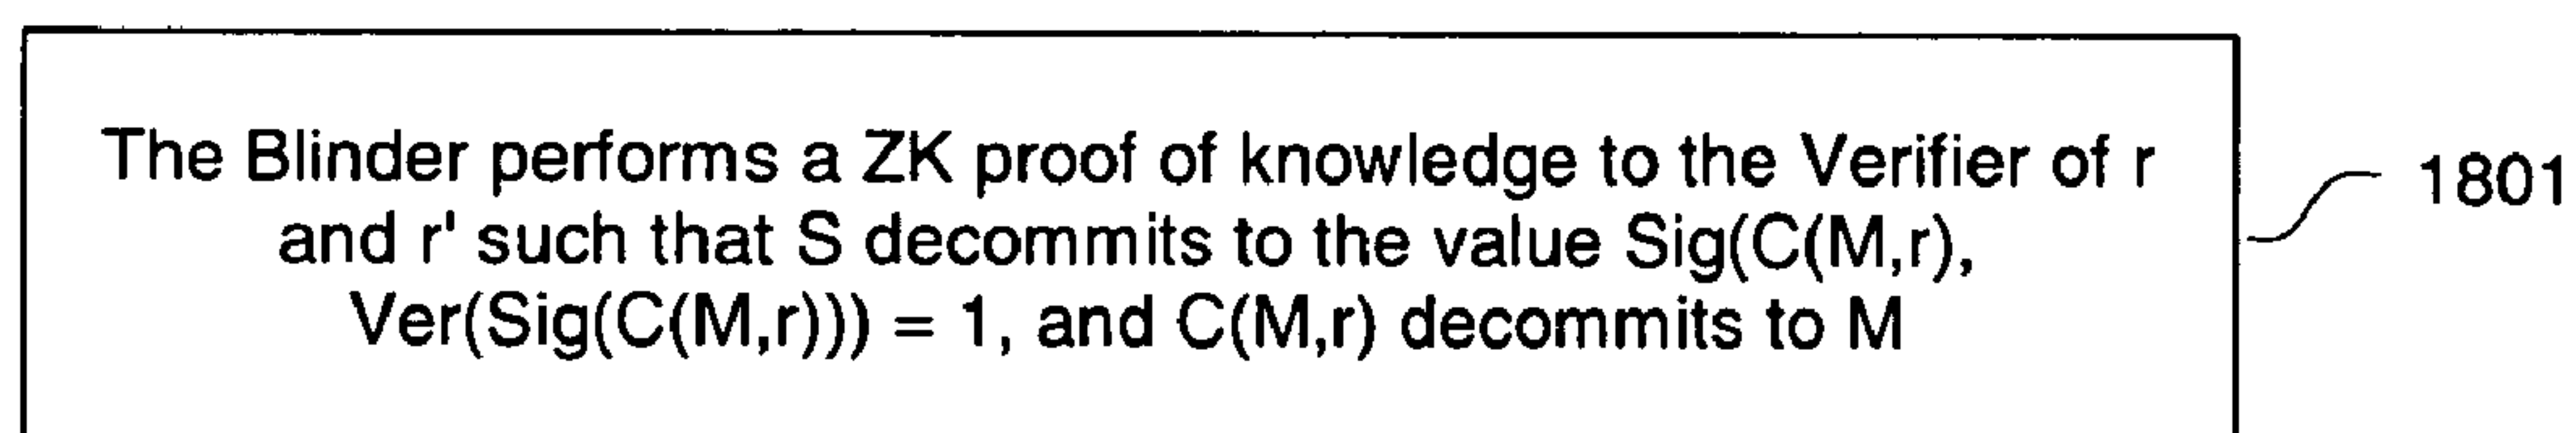 The Blinder performs a ZK proof of knowledge to the Verifier of r
and r' such that S decommits to the value Sig(C(M,r),
Ver(Sig(C(M,r))) = 1, and C(M,r) decommits to M
1801